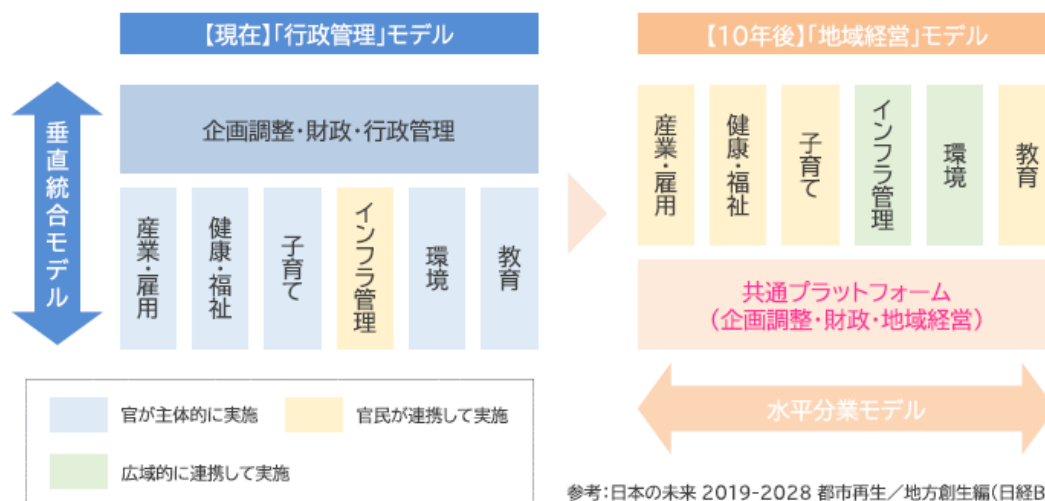 【現在】「行政管理」モデル
垂直統合モデル
企画調整・財政・行政管理
産業・雇用
健康・福祉
子育て
インフラ管理
環境
教育
官が主体的に実施
官民が連携して実施
広域的に連携して実施
【10年後】「地域経営」モデル
産業・雇用
健康・福祉
子育て
インフラ管理
環境
教育
共通プラットフォーム
（企画調整・財政・地域経営）
水平分業モデル
参考:日本の未来 2019-2028 都市再生／地方創生編(日経B